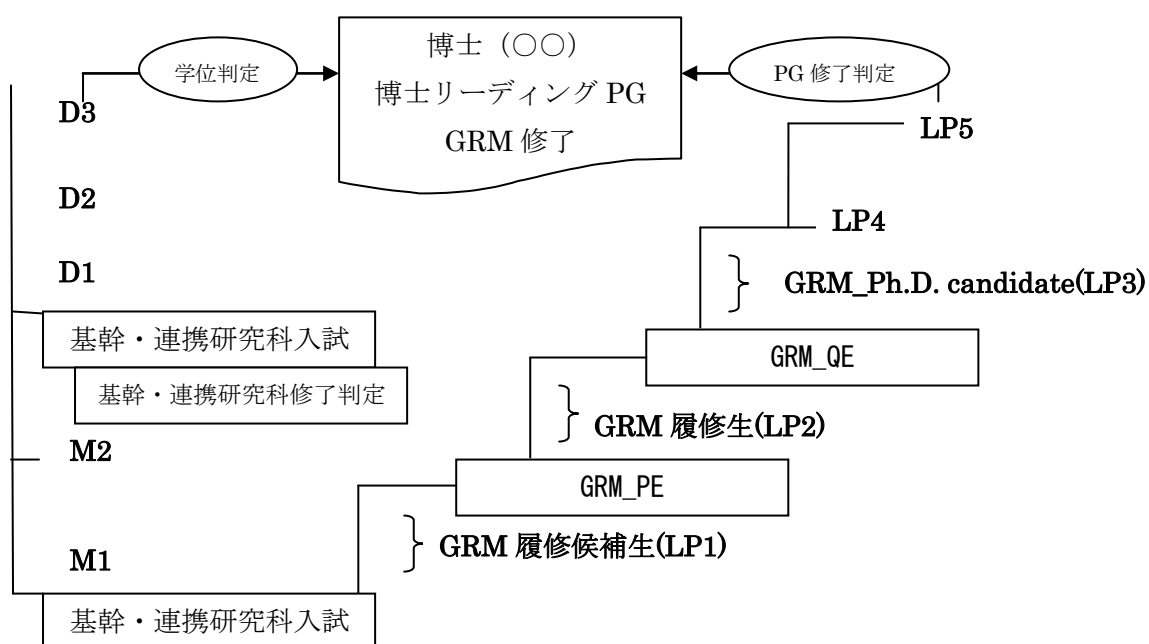 博士（○○）
博士リーディング PG
GRM 修了
学位判定
PG 修了判定
D3
LP5
D2
LP4
D1
GRM_Ph.D. candidate(LP3)
基幹・連携研究科入試
GRM_QE
基幹・連携研究科修了判定
GRM 履修生(LP2)
M2
GRM_PE
GRM 履修候補生(LP1)
M1
基幹・連携研究科入試